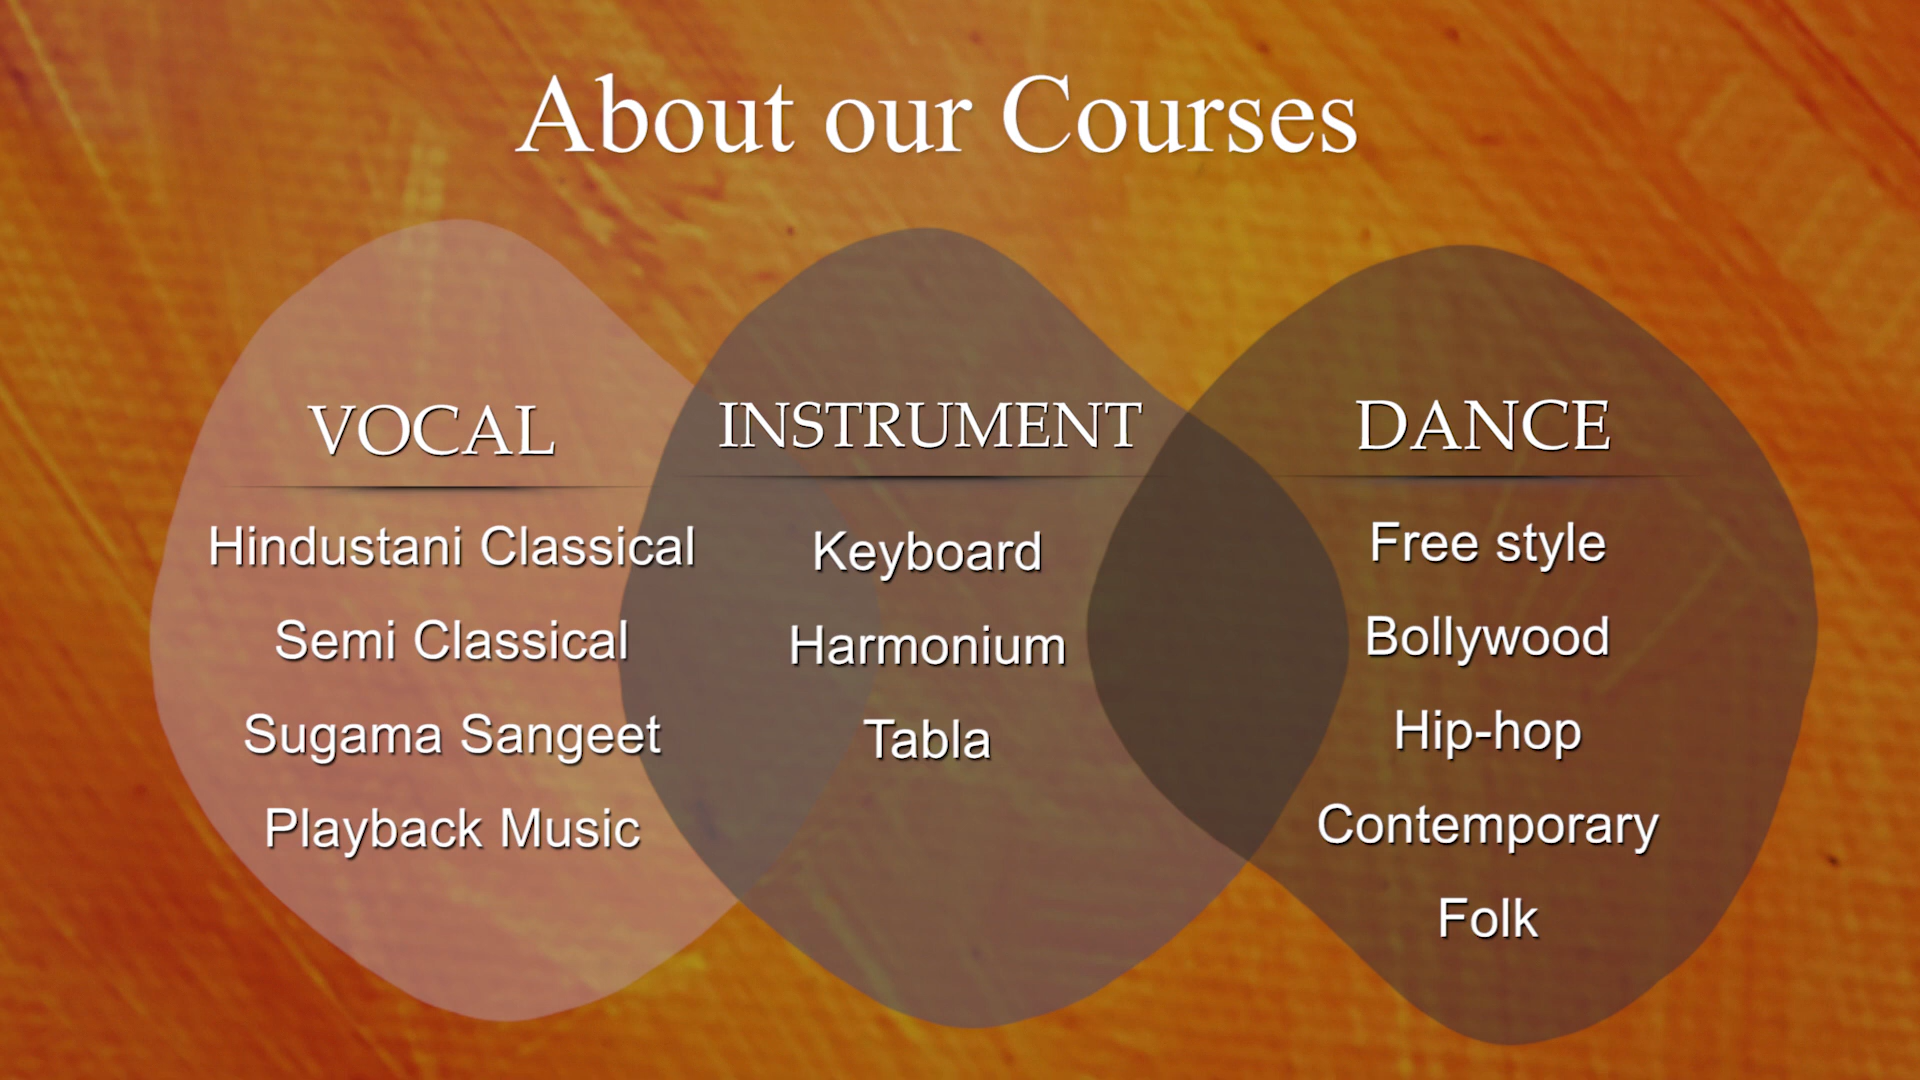 About our Courses
VOCAL
Hindustani Classical
Semi Classical
Sugama Sangeet
Playback Music
INSTRUMENT
Keyboard
Harmonium
Tabla
DANCE
Free style
Bollywood
Hip-hop
Contemporary
Folk